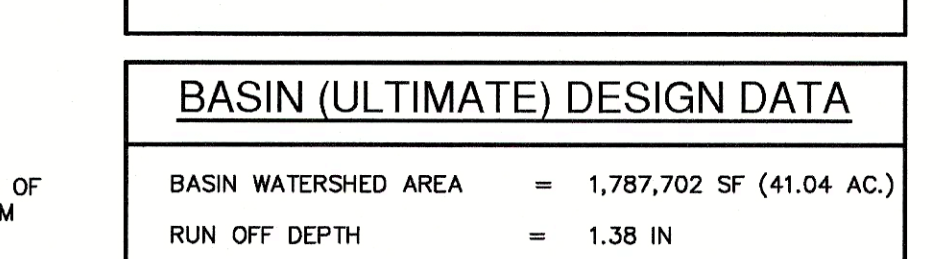 BASIN (ULTIMATE) DESIGN DATA
OF
M
BASIN WATERSHED AREA = 1,787,702 SF (41.04 AC.)
RUN OFF DEPTH = 1.38 IN